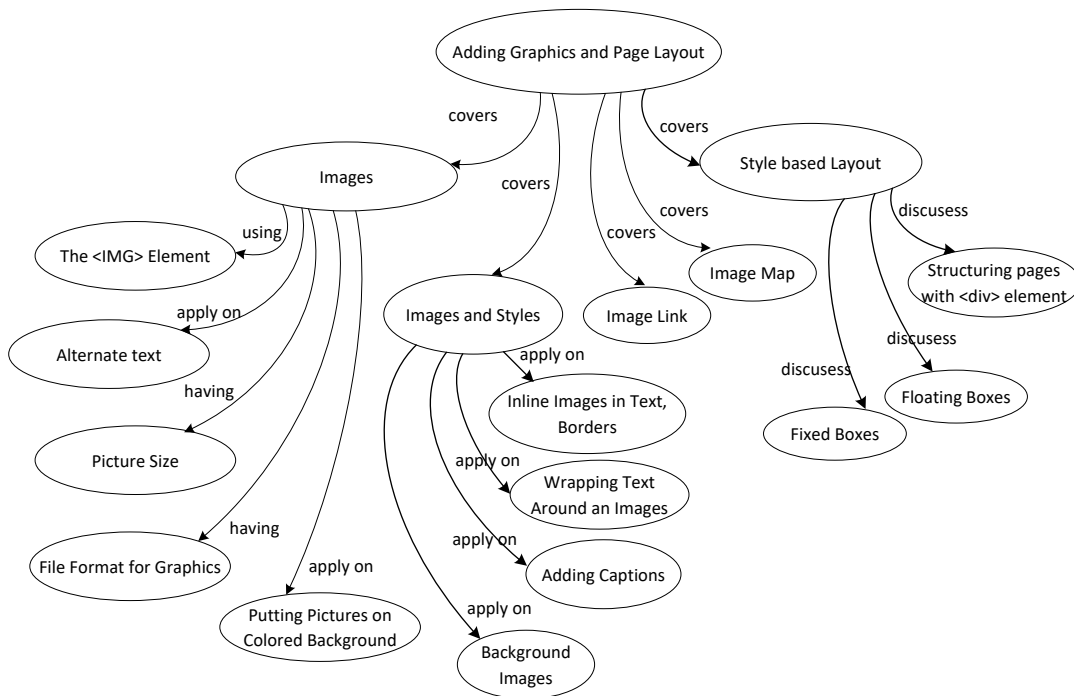 Adding Graphics and Page Layout
covers
covers
covers
covers
covers
Images
Style based Layout
using
The <IMG> Element
discusess
Structuring pages
with <div> element
Image Map
apply on
Alternate text
Images and Styles
Image Link
apply on
discusess
discusess
having
Inline Images in Text,
Borders
Floating Boxes
Fixed Boxes
Picture Size
apply on
Wrapping Text
Around an Images
having
apply on
File Format for Graphics
apply on
Adding Captions
apply on
Putting Pictures on
Colored Background
Background
Images